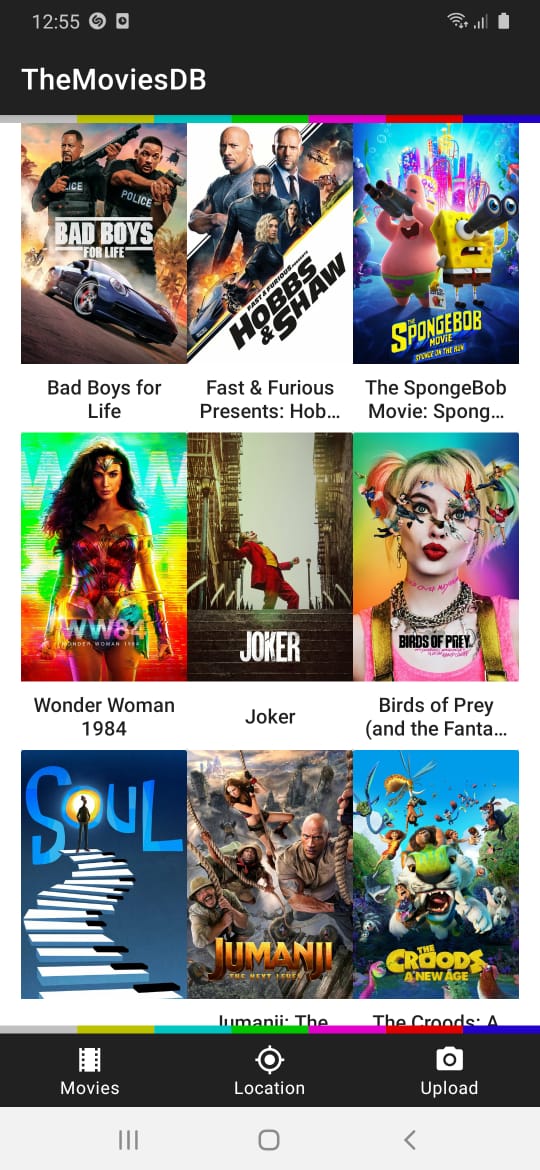 12:55
TheMoviesDB
POLICE
BAD BOYS
FOR LIFE
FAST & FURIOUS PRESENTS:
HOBBS
& SHAW
THE
SPONGEBOB
MOVIE
SPONGE ON THE RUN
Bad Boys for
Life
Fast & Furious
Presents: Hob...
The SpongeBob
Movie: Spong...
WW84
WONDER WOMAN 1984
JOKER
BIRDS OF PREY
Wonder Woman
1984
Joker
Birds of Prey
(and the Fanta...
SOUL
JUMANJI
THE NEXT LEVEL
THE
CROODS
A NEW AGE
Jumanji: The
The Croods: A
Movies
Location
Upload